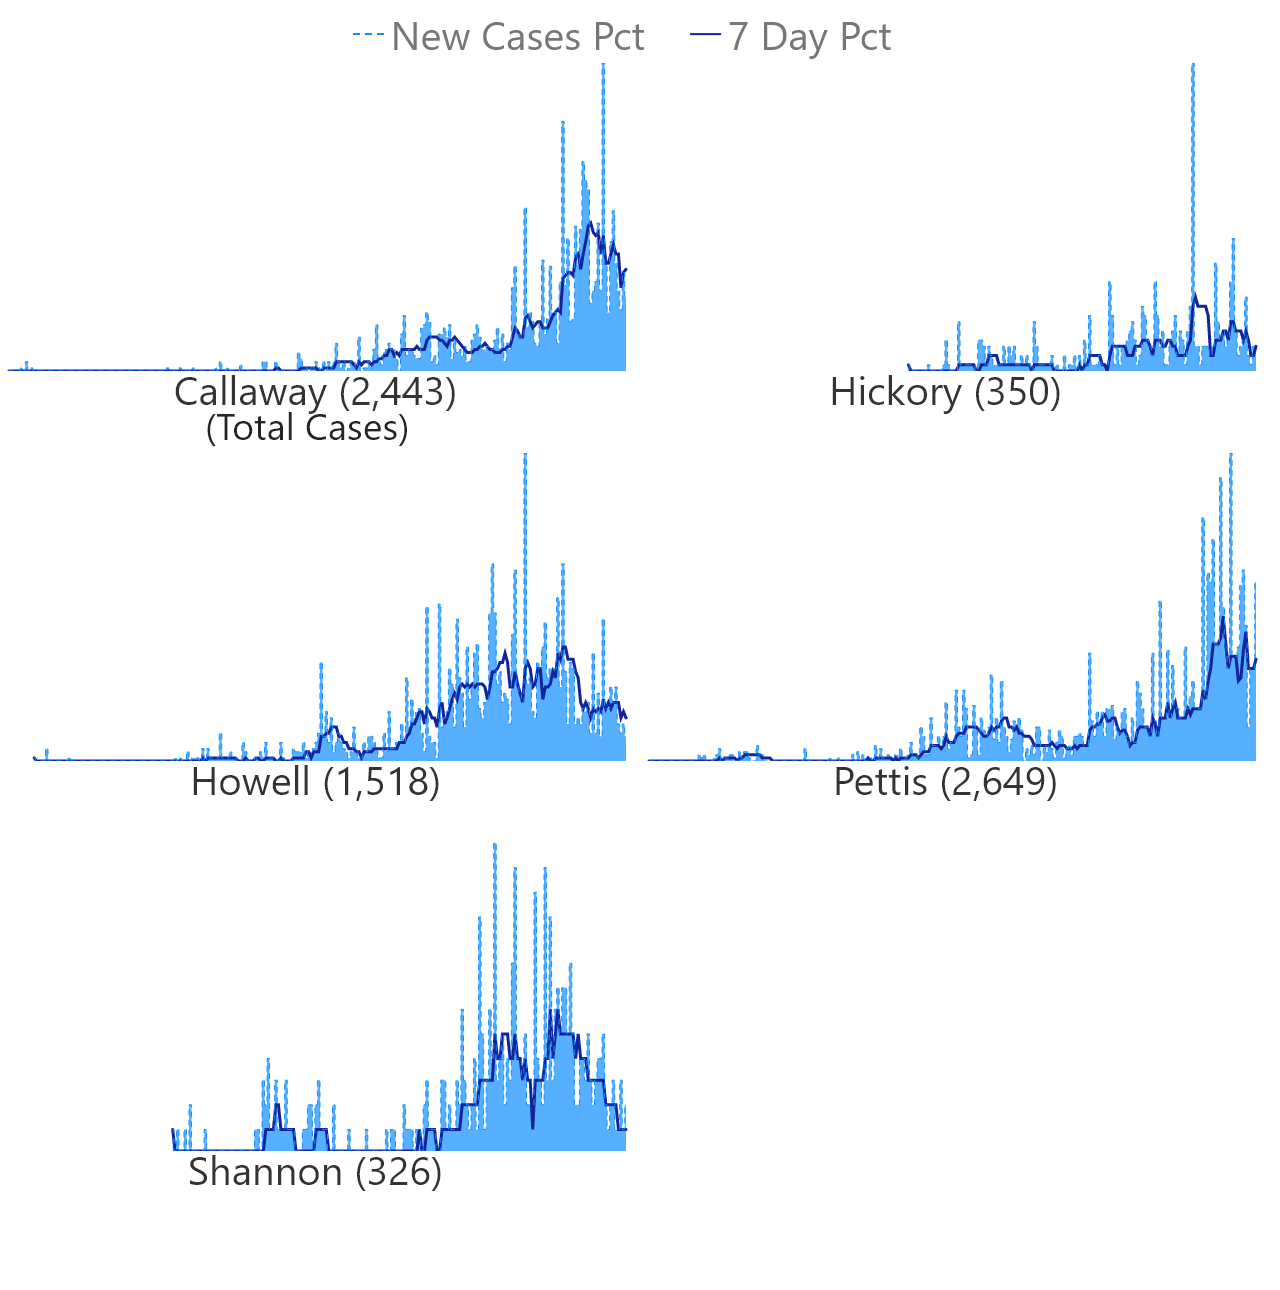 New Cases Pct 7 Day Pct
Callaway (2,443) Hickory (350)
(Total Cases)
Howell (1,518) Pettis (2,649)
Shannon (326)